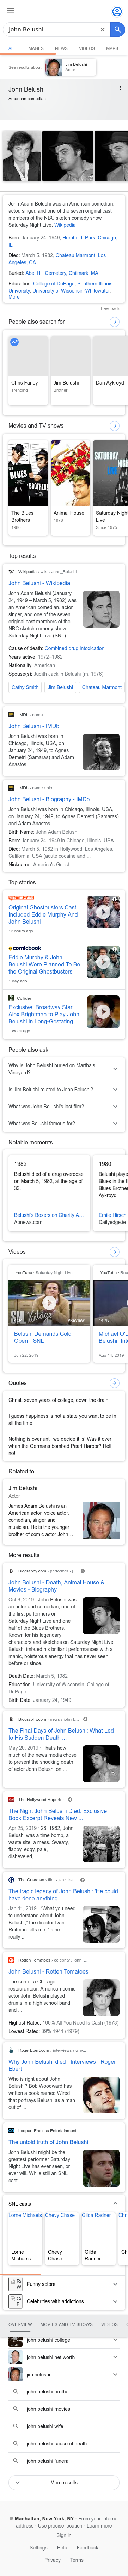 John Belushi
ALL IMAGES NEWS VIDEOS MAPS
See results about
Jim Belushi
Actor
John Belushi
American comedian
John Adam Belushi was an American comedian,
actor, singer, and one of the seven original cast
members of the NBC sketch comedy show
Saturday Night Live. Wikipedia
Born: January 24, 1949, Humboldt Park, Chicago,
IL
Died: March 5, 1982, Chateau Marmont, Los
Angeles, CA
Buried: Abel Hill Cemetery, Chilmark, MA
Education: College of DuPage, Southern Illinois
University, University of Wisconsin-Whitewater,
More
Feedback
People also search for
Chris Farley
Trending
Jim Belushi
Brother
Dan Aykroyd
Movies and TV shows
The Blues
Brothers
1980
Animal House
1978
Saturday Night
Live
Since 1975
Top results
Wikipedia › wiki › John_Belushi
John Belushi - Wikipedia
John Adam Belushi (January
24, 1949 – March 5, 1982) was
an American comedian, actor,
singer, and one of the seven
original cast members of the
NBC sketch comedy show
Saturday Night Live (SNL)
Cause of death: Combined drug intoxication
Years active: 1972–1982
Nationality: American
Spouse(s): Judith Jacklin Belushi (m. 1976)
Cathy Smith Jim Belushi Chateau Marmont
IMDb › name
John Belushi - IMDb
John Belushi was born in
Chicago, Illinois, USA, on
January 24, 1949, to Agnes
Demetri (Samaras) and Adam
Anastos ...
IMDb › name › bio
John Belushi - Biography - IMDb
John Belushi was born in Chicago, Illinois, USA,
on January 24, 1949, to Agnes Demetri (Samaras)
and Adam Anastos ...
Birth Name: John Adam Belushi
Born: January 24, 1949 in Chicago, Illinois, USA
Died: March 5, 1982 in Hollywood, Los Angeles,
California, USA (acute cocaine and ...
Nickname: America's Guest
Top stories
Original Ghostbusters Cast
Included Eddie Murphy And
John Belushi
12 hours ago
comicbook
Eddie Murphy & John
Belushi Were Planned To Be
the Original Ghostbusters
1 day ago
Collider
Exclusive: Broadway Star
Alex Brightman to Play John
Belushi in Long-Gestating...
1 week ago
People also ask
Why is John Belushi buried on Martha's
Vineyard?
Is Jim Belushi related to John Belushi?
What was John Belushi's last film?
What was Belushi famous for?
Notable moments
1982
Belushi died of a drug overdose
on March 5, 1982, at the age of
33.
Belushi's Boxers on Charity A...
Apnews.com
1980
Belushi playe
Blues in the
Blues Brothers
Aykroyd.
Emile Hirsch
Dailyedge.ie
Videos
YouTube · Saturday Night Live
SNL VINTAGE
PREVIEW
Belushi Demands Cold
Open - SNL
Jun 22, 2019
14:44
Michael O'D
Belushi- Int
Aug 14, 2019
Quotes
Christ, seven years of college, down the drain.
I guess happiness is not a state you want to be in
all the time.
Nothing is over until we decide it is! Was it over
when the Germans bombed Pearl Harbor? Hell,
no!
Related to
Jim Belushi
Actor
James Adam Belushi is an
American actor, voice actor,
comedian, singer and
musician. He is the younger
brother of comic actor John...
More results
Biography.com › performer › j...
John Belushi - Death, Animal House &
Movies - Biography
Oct 8, 2019 · John Belushi was
an iconic comedian, and one of
the first performers on
Saturday Night Live and one
half of the Blues Brothers.
Comedian John Belushi was an
original star on the sketch comedy show Saturday
Night Live, bringing his brilliant performances with a
manic, boisterous energy that has never been seen
before or since.
Death Date: March 5, 1982
Education: University of Wisconsin, College of
DuPage
Birth Date: January 24, 1949
Biography.com › news › john-b...
The Final Days of John Belushi: What Led
to His Sudden Death ...
May 20, 2019 · That's how
much of the news media chose
to present the shocking death
of actor John Belushi on ...
The Hollywood Reporter
The Night John Belushi Died: Exclusive
Book Excerpt Reveals New ...
Apr 25, 2019 · 28, 1982, John
Belushi was a star,
waste
flabby, edgy, pale,
disheveled, ...
The Guardian › film › jan
The tragic legacy of John Belushi: 'He could
have done anything ...
Jan 11, 2019 · "What you need
to understand about John
Belushi," the director Ivan
Reitman tells me, "is he
really ...
Rotten Tomatoes › celebrity › john_...
John Belushi - Rotten Tomatoes
The son of a Chicago
restaurateur, American comic
actor John Belushi played
drums in a high school band
and ...
Highest Rated: 100% All You Need Is Cash (1978)
Lowest Rated: 39% 1941 (1979)
RogerEbert.com › interviews › why...
Why John Belushi died | Interviews | Roger
Ebert
Who is right about John
Belushi? Bob Woodward has
written a book named Wired
that portrays Belushi as a man
out of ...
Looper: Endless Entertainment
The untold truth of John Belushi
John Belushi might be the
greatest performer Saturday
Night Live has ever seen, or
ever will. While still an SNL
cast ...
SNL casts
Lorne Michaels Chevy Chase Gilda Radner
Lorne
Michaels
Chevy
Chase
Gilda
Radner
Funny actors
Celebrities with addictions
OVERVIEW MOVIES AND TV SHOWS VIDEOS
john belushi college
john belushi net worth
jim belushi
john belushi brother
john belushi movies
john belushi wife
john belushi cause of death
john belushi funeral
More results
Manhattan, New York, NY - From your Internet
address - Use precise location - Learn more
Sign in
Settings Help Feedback
Privacy Terms